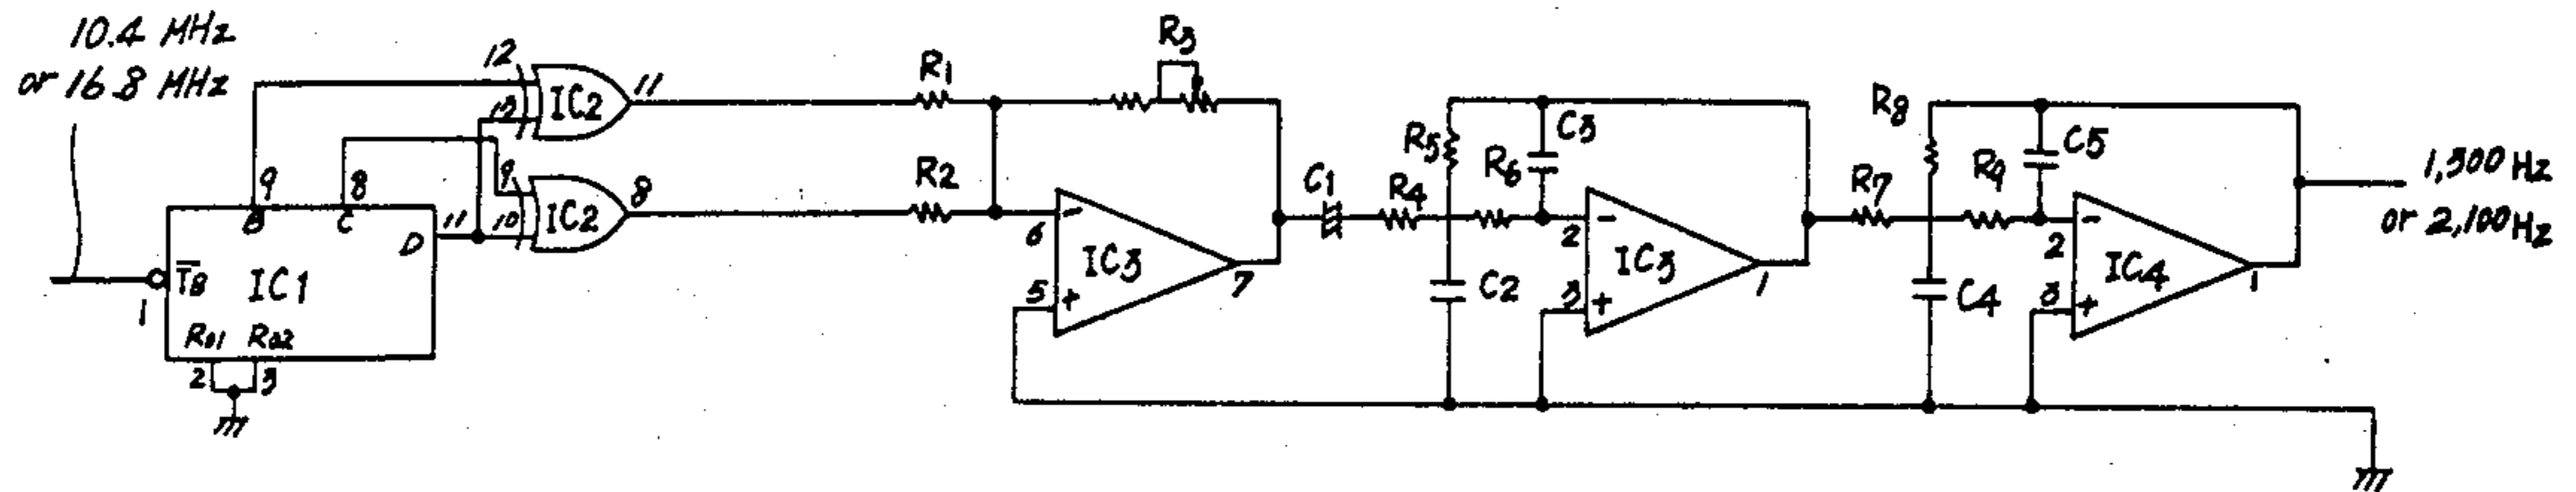 10.4 MHz
or 16.8 MHz
12
13
IC2
11
R1
R3
9
8
B
C
D
11
9
10
IC2
8
R2
1
T̅B
IC1
R01 R02
2 3
6
5
-
+
IC3
7
C1
R4
R5
C2
R6
C3
2
3
-
+
IC3
1
R7
R8
C4
R9
C5
2
3
-
+
IC4
1
1,300 Hz
or 2,100 Hz